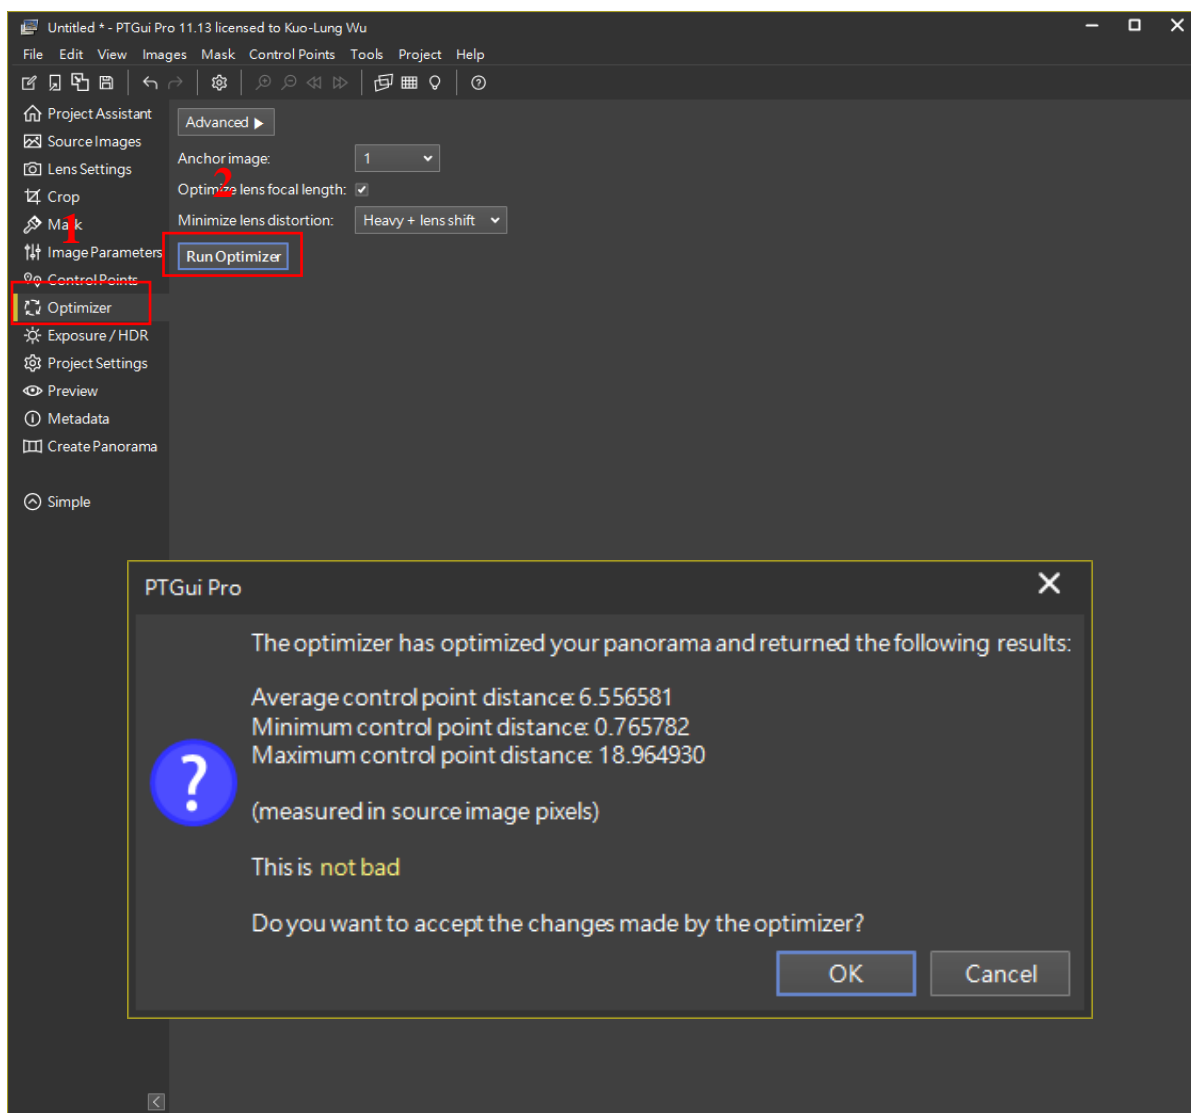 Untitled * - PTGui Pro 11.13 licensed to Kuo-Lung Wu
File Edit View Images Mask Control Points Tools Project Help
Project Assistant
Source Images
Lens Settings
Crop
Mask
1
Image Parameters
Control Points
Optimizer
Exposure / HDR
Project Settings
Preview
Metadata
Create Panorama
Simple
Advanced
Anchor image: 1
2
Optimize lens focal length:
Minimize lens distortion: Heavy + lens shift
Run Optimizer
PTGui Pro
The optimizer has optimized your panorama and returned the following results:
Average control point distance: 6.556581
Minimum control point distance: 0.765782
Maximum control point distance: 18.964930
?
(measured in source image pixels)
This is not bad
Do you want to accept the changes made by the optimizer?
OK Cancel